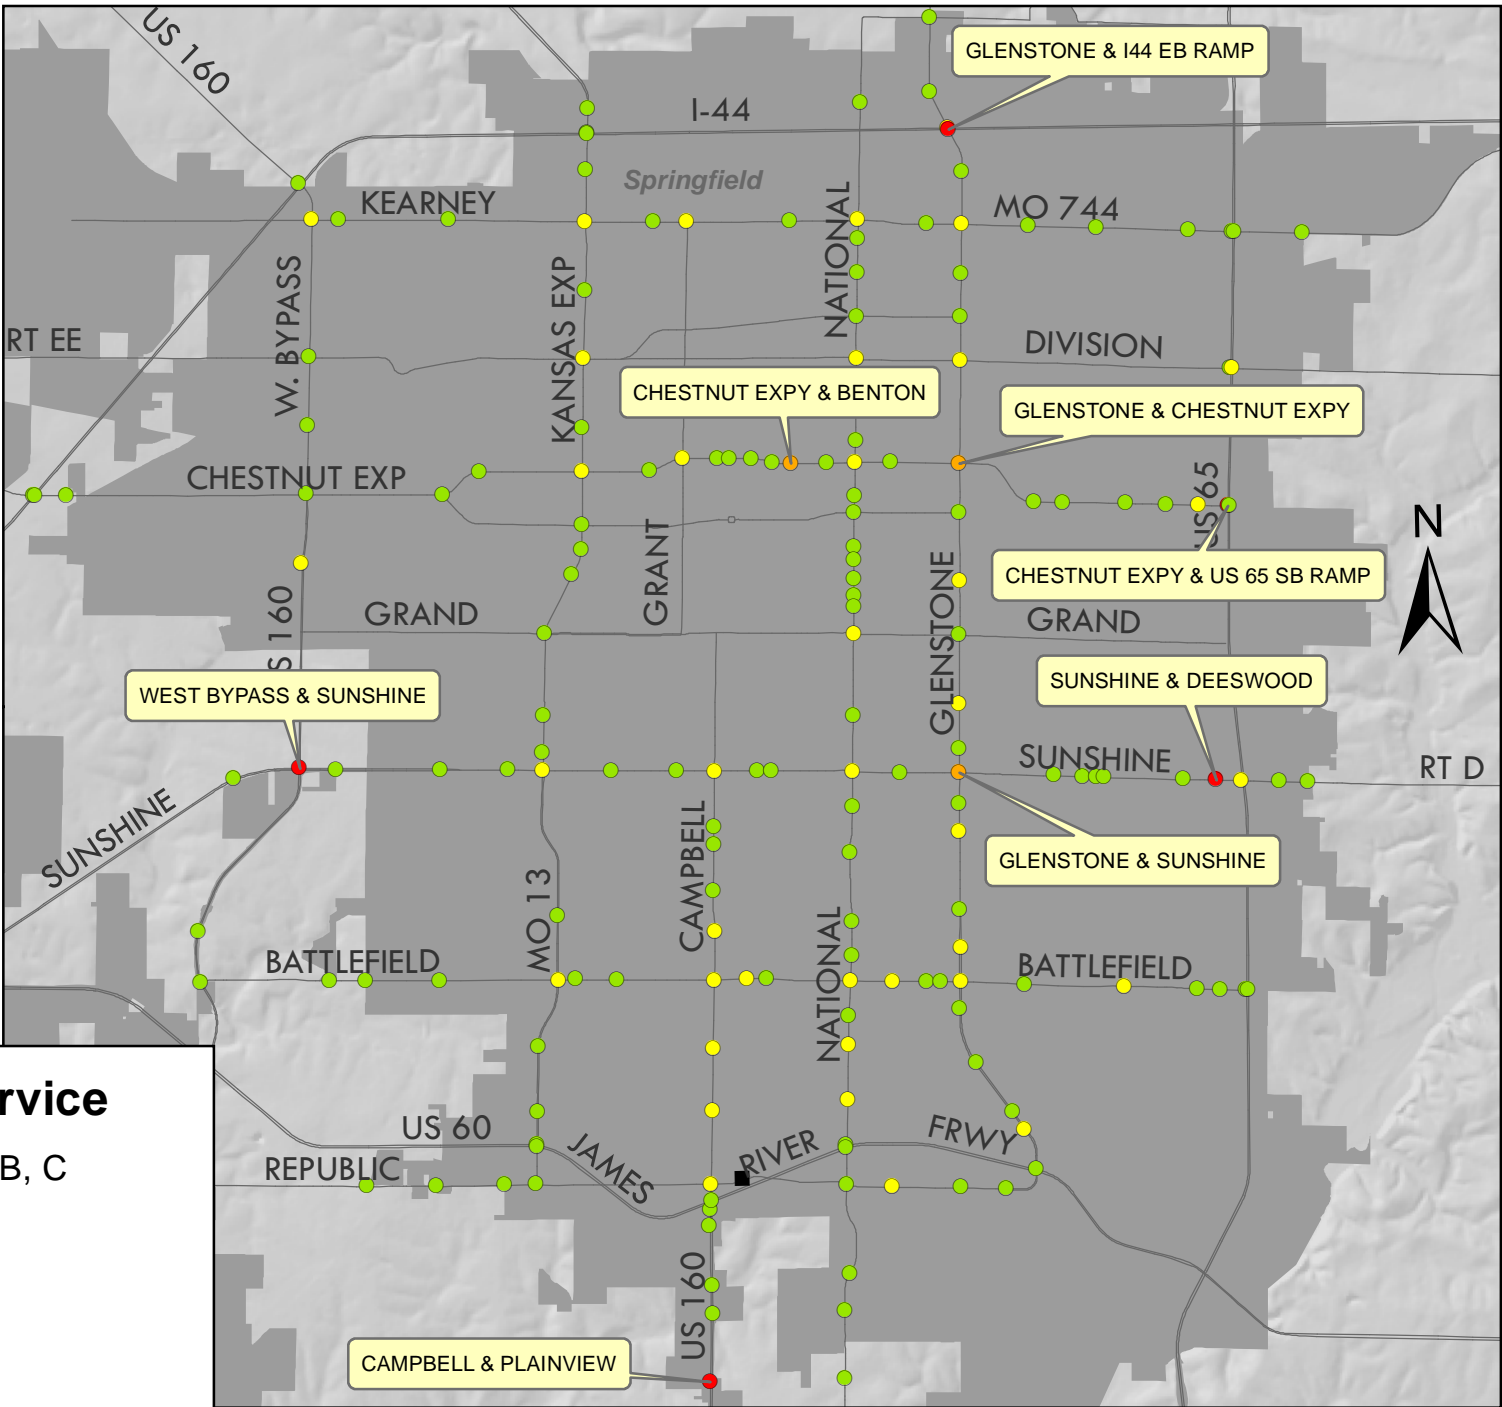 US 160
GLENSTONE & I44 EB RAMP
I-44
Springfield
KEARNEY
MO 744
NATIONAL
W. BYPASS
KANSAS EXP
RT EE
DIVISION
CHESTNUT EXPY & BENTON
GLENSTONE & CHESTNUT EXPY
CHESTNUT EXP
US 65
N
GRANT
GLENSTONE
CHESTNUT EXPY & US 65 SB RAMP
S 160
GRAND
GRAND
WEST BYPASS & SUNSHINE
SUNSHINE & DEESWOOD
SUNSHINE
RT D
SUNSHINE
CAMPBELL
GLENSTONE & SUNSHINE
MO 13
NATIONAL
BATTLEFIELD
BATTLEFIELD
rvice
B, C
US 60
JAMES
RIVER
FRWY
REPUBLIC
US 160
CAMPBELL & PLAINVIEW